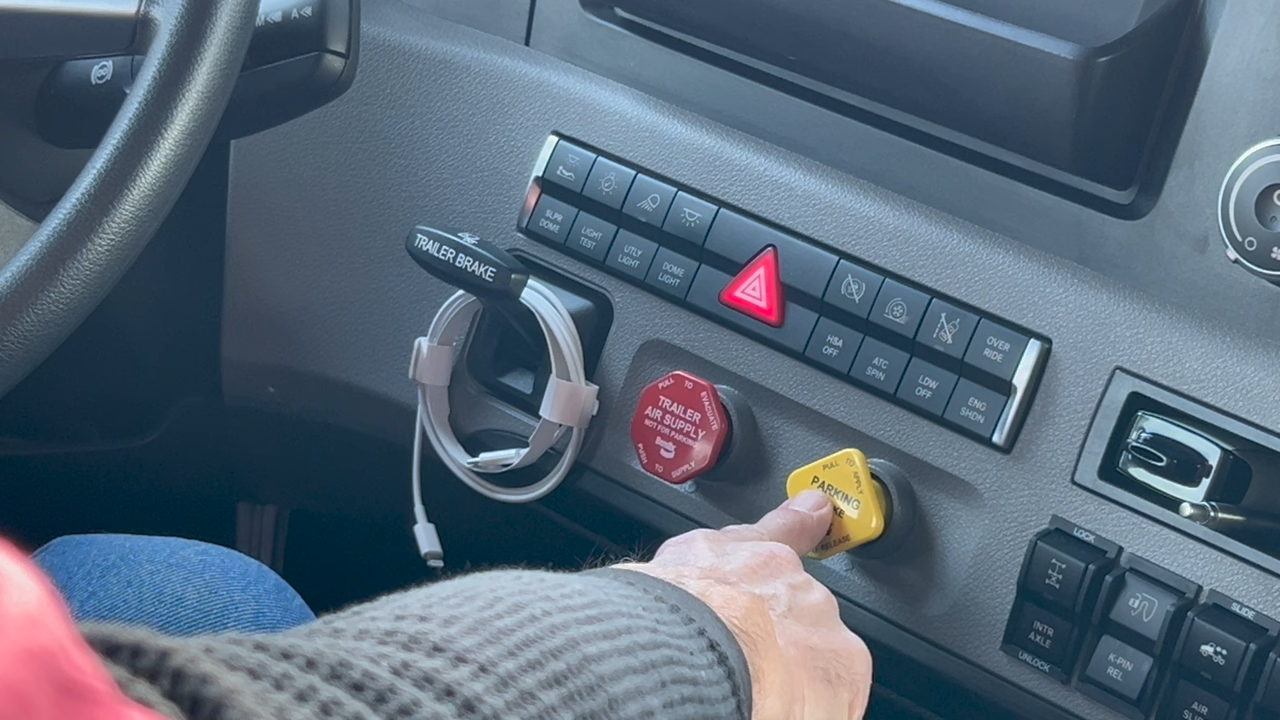 A
SLPR
DOME
LIGHT
TEST
UTLY
LIGHT
DOME
LIGHT
HSA
OFF
ATC
SPIN
LDW
OFF
OVER
RIDE
ENG
SHDN
TRAILER BRAKE
PULL TO EVACUATE
TRAILER
AIR SUPPLY
NOT FOR PARKING
Bendix
PUSH TO SUPPLY
PULL TO APPLY
PARKING
RELEASE
LOCK
INTR
AXLE
UNLOCK
K-PIN
REL
SLIDE
AIR